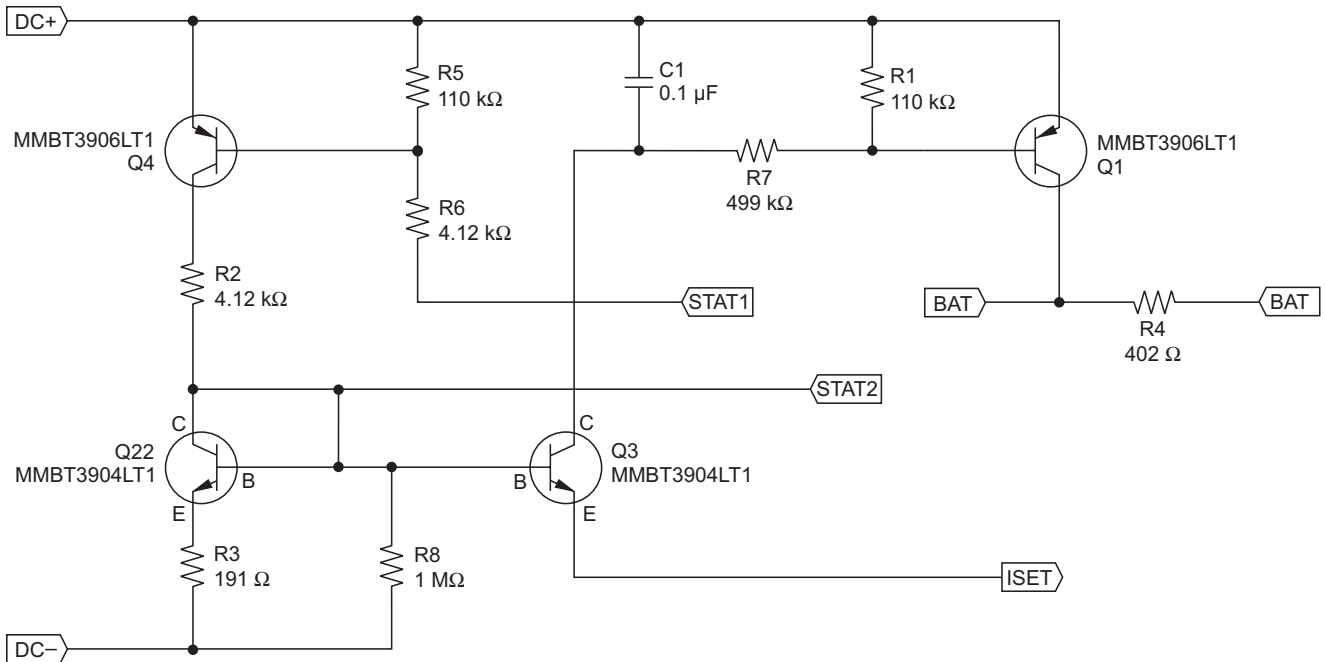 DC+
R5
110 kΩ
C1
0.1 µF
R1
110 kΩ
MMBT3906LT1
Q4
MMBT3906LT1
Q1
R7
499 kΩ
R6
4.12 kΩ
R2
4.12 kΩ
STAT1
BAT
BAT
R4
402 Ω
STAT2
C
Q22
MMBT3904LT1
B
E
C
Q3
MMBT3904LT1
B
E
R3
191 Ω
R8
1 MΩ
ISET
DC–